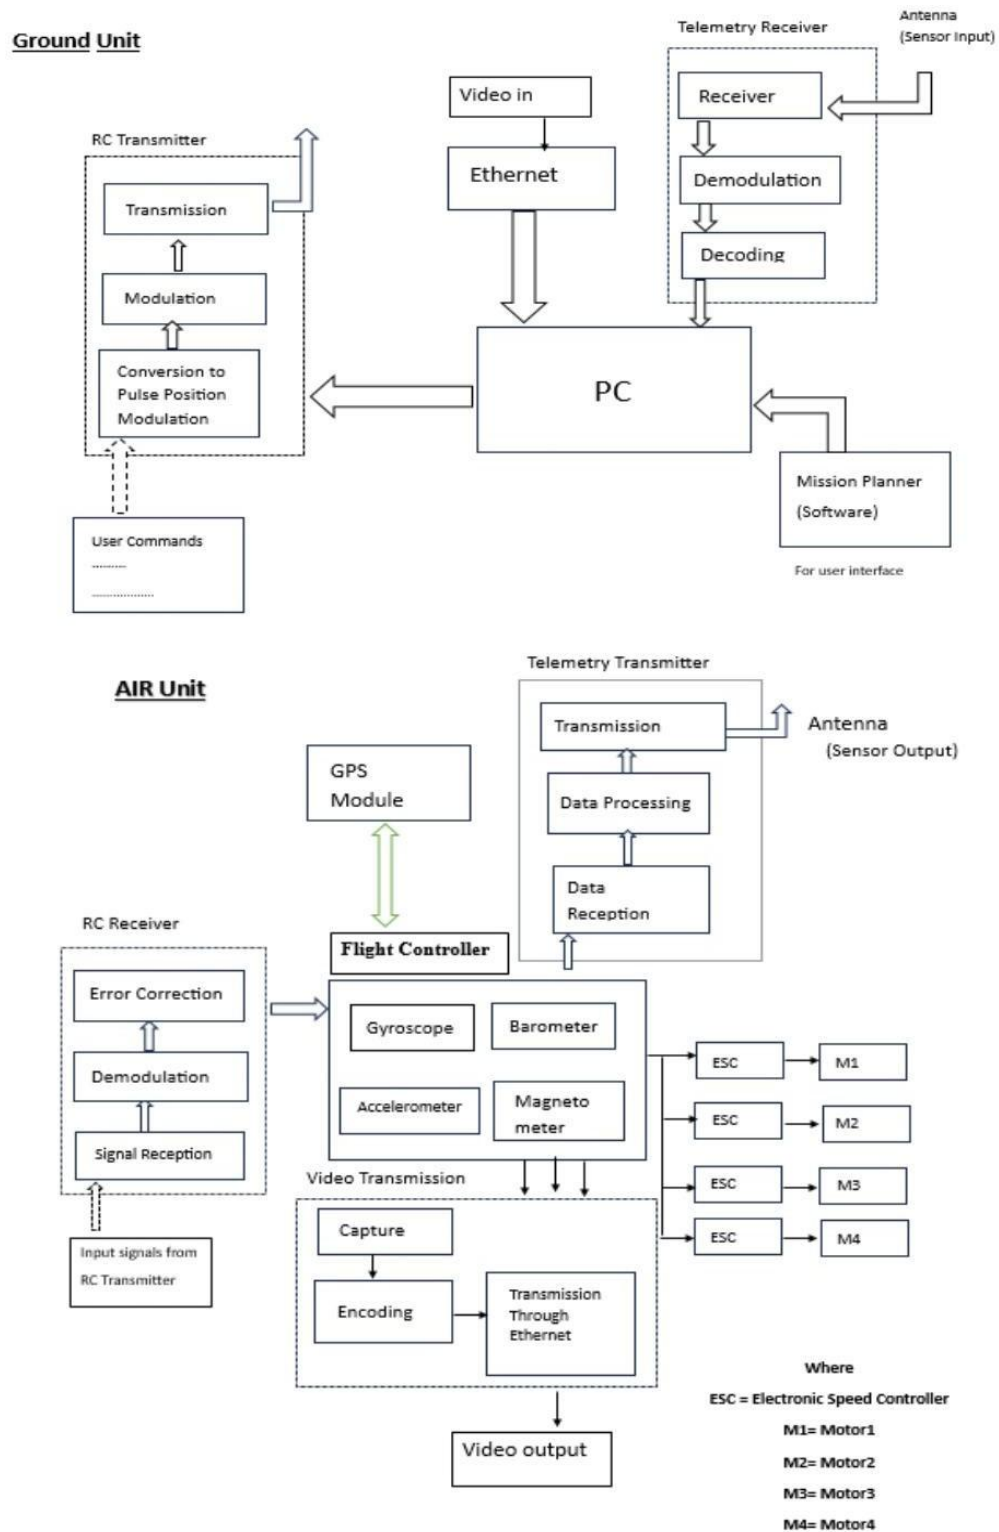 Ground Unit
Telemetry Receiver
Antenna
(Sensor Input)
Video in
Receiver
RC Transmitter
Ethernet
Demodulation
Transmission
Decoding
Modulation
PC
Conversion to
Pulse Position
Modulation
Mission Planner
(Software)
User Commands
..........
..................
For user interface
Telemetry Transmitter
AIR Unit
Transmission
Antenna
(Sensor Output)
GPS
Module
Data Processing
Data
Reception
RC Receiver
Flight Controller
Error Correction
Gyroscope
Barometer
ESC
M1
Demodulation
Accelerometer
Magneto
meter
ESC
M2
Signal Reception
Video Transmission
ESC
M3
Input signals from
RC Transmitter
Capture
ESC
M4
Encoding
Transmission
Through
Ethernet
Where
ESC = Electronic Speed Controller
M1= Motor1
Video output
M2= Motor2
M3= Motor3
M4= Motor4